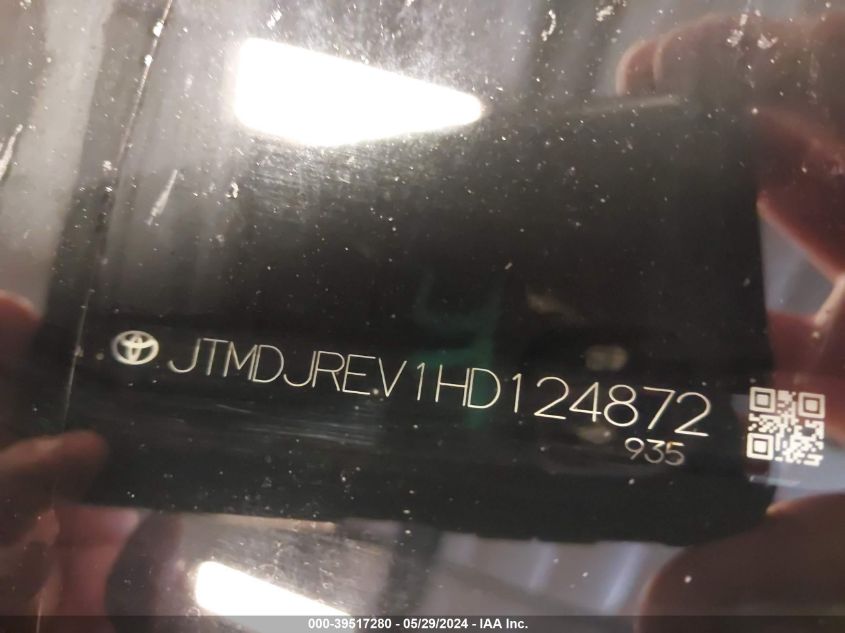 JTMDJREV1HD124872
935
000-39517280 - 05/29/2024 - IAA Inc.